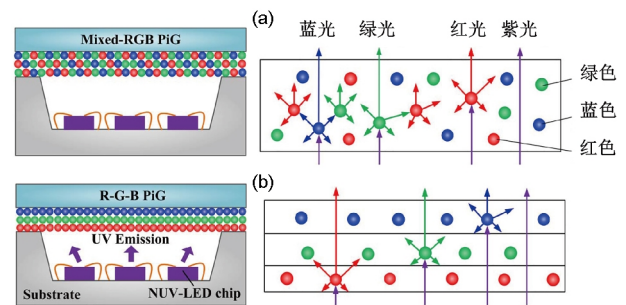 Mixed-RGB PiG
(a)
蓝光 绿光 红光 紫光
绿色
蓝色
红色
R-G-B PiG
UV Emission
Substrate
NUV-LED chip
(b)